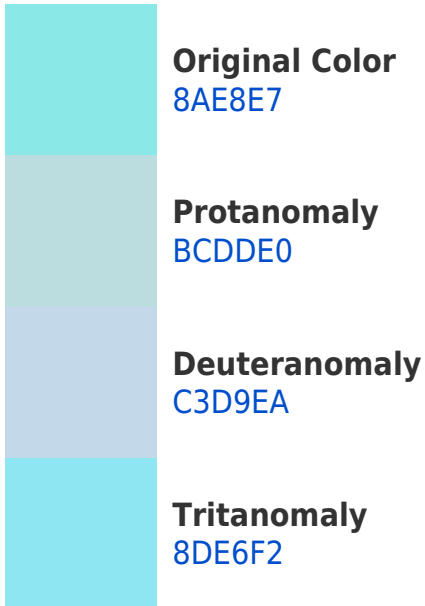 Original Color
8AE8E7
Protanomaly
BCDDE0
Deuteranomaly
C3D9EA
Tritanomaly
8DE6F2